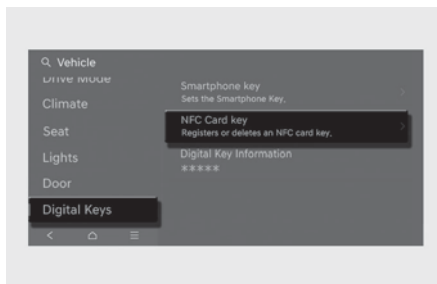 Vehicle
Drive Mode
Climate
Seat
Lights
Door
Digital Keys
Smartphone key
Sets the Smartphone Key.
NFC Card key
Registers or deletes an NFC card key.
Digital Key Information
*****